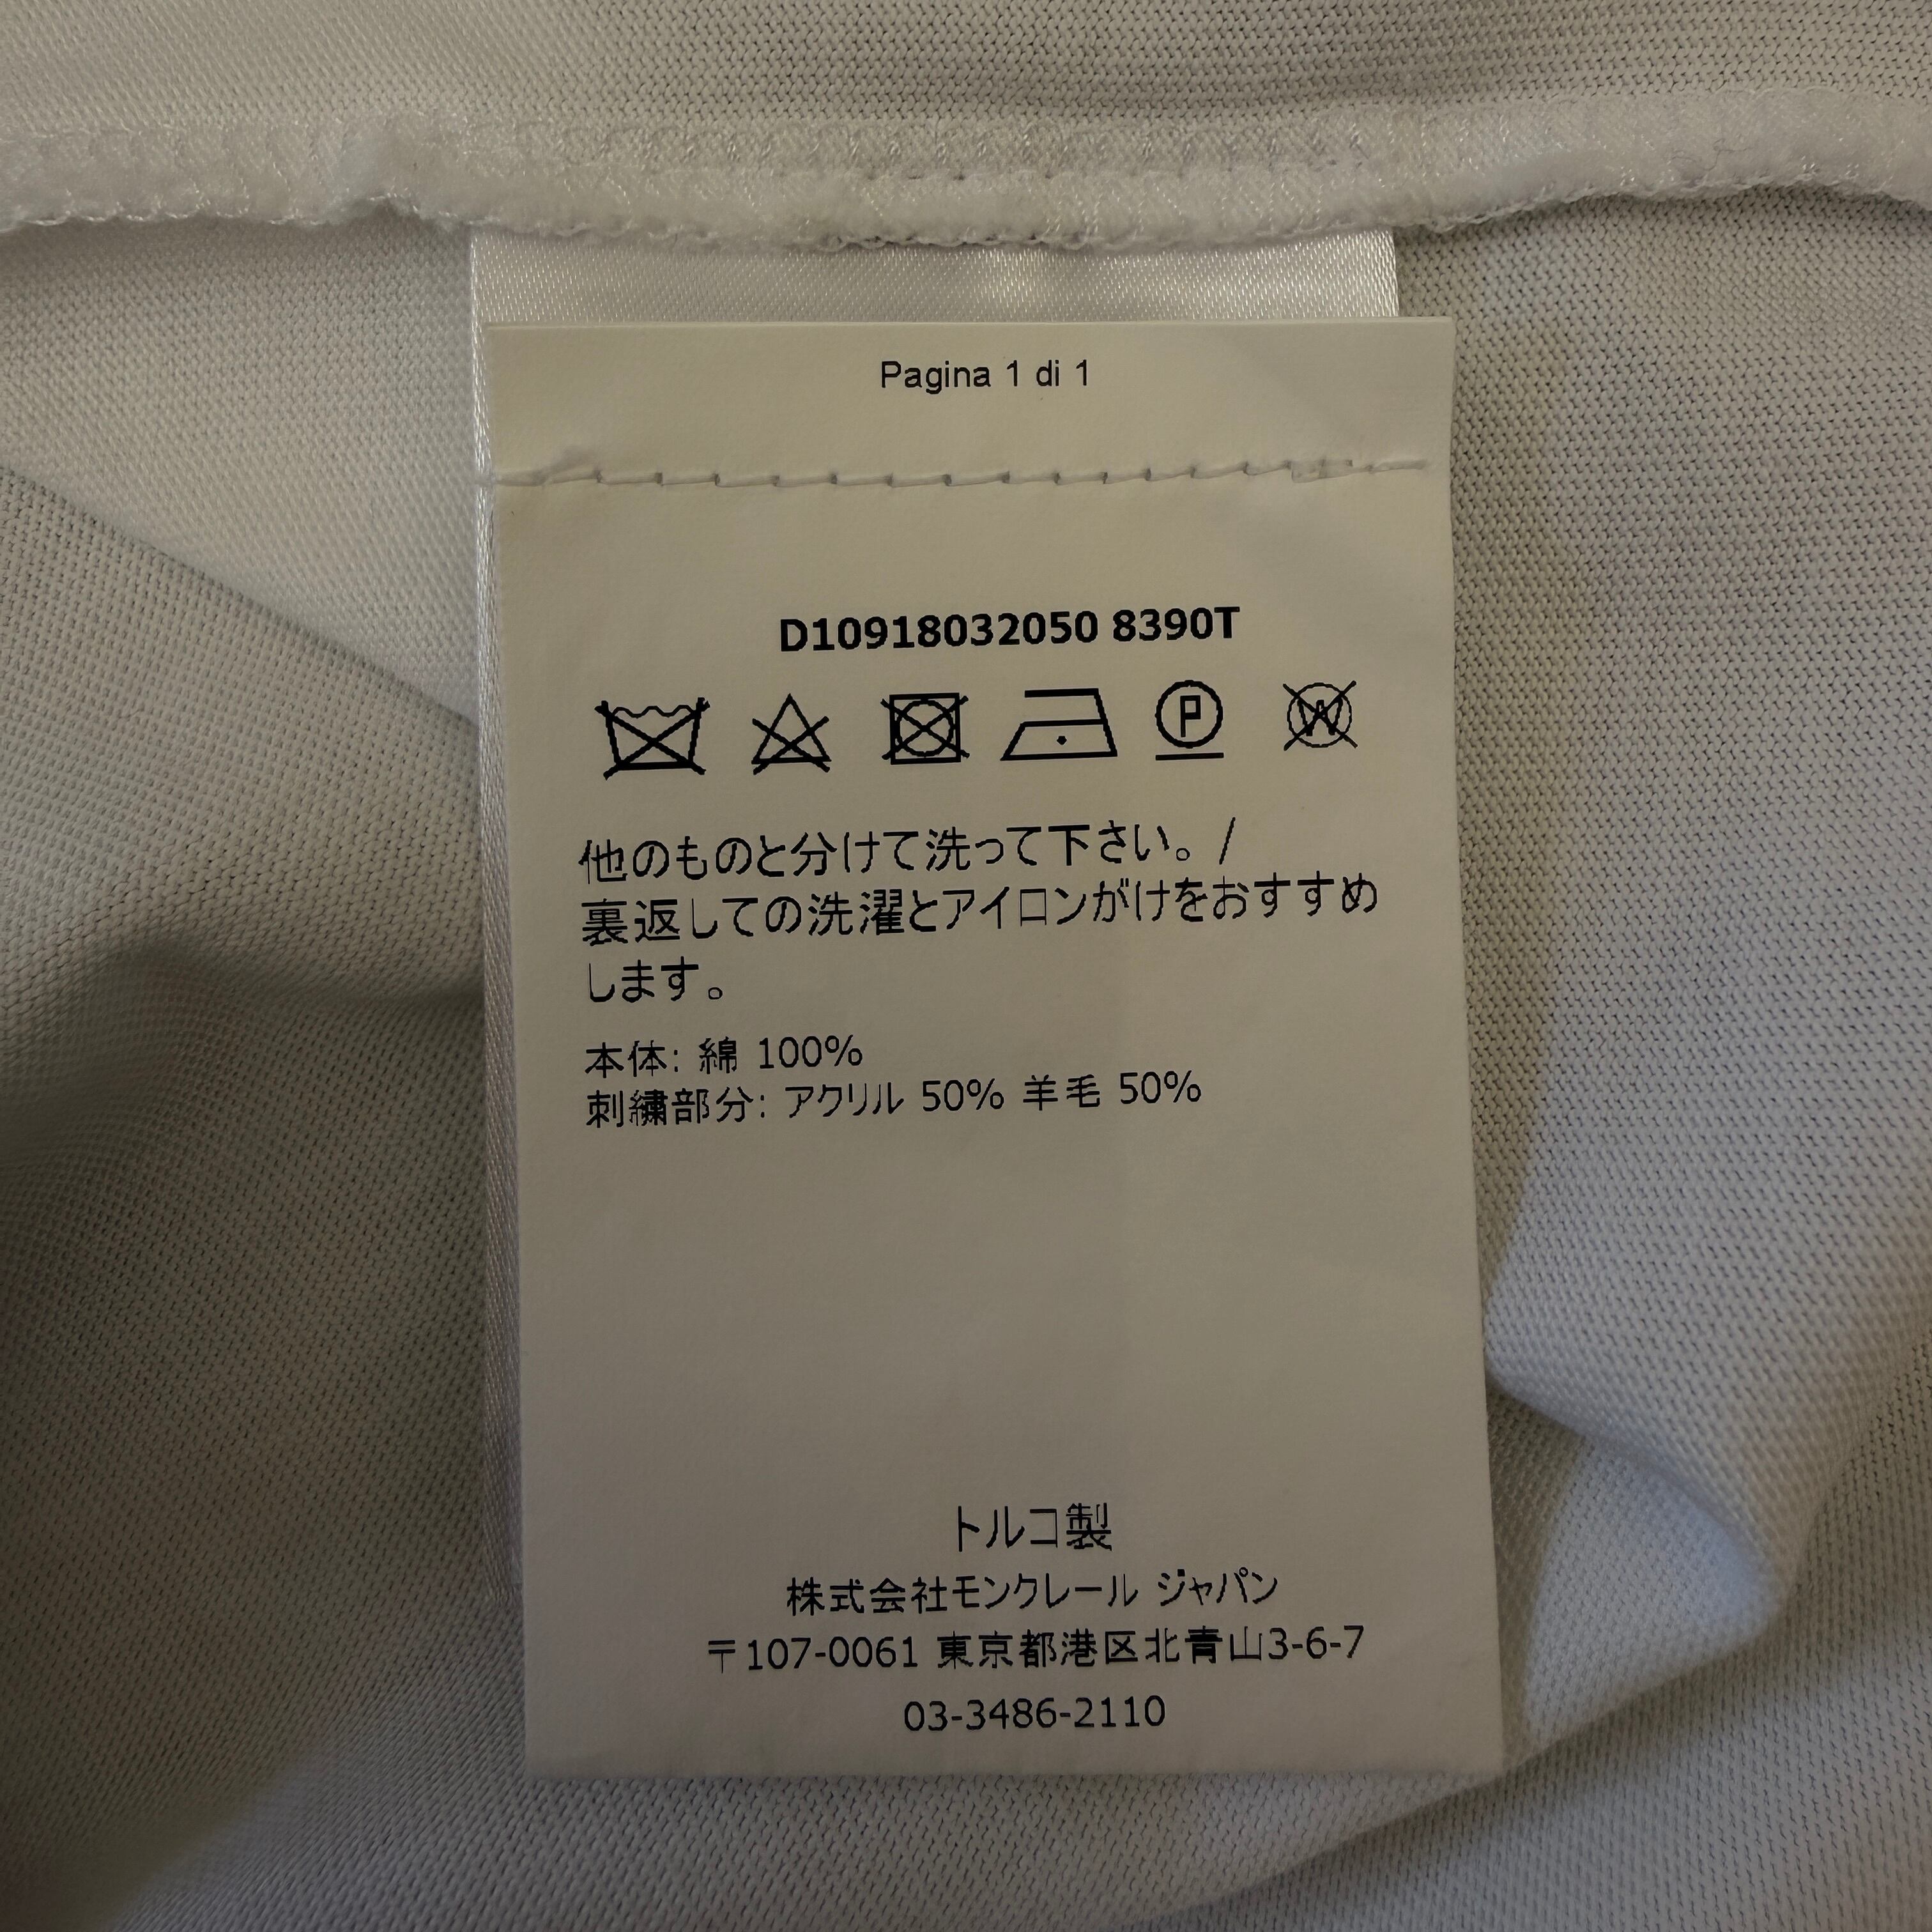 Pagina 1 di 1
D10918032050 8390T
P W
他のものと分けて洗って下さい。/
裏返しての洗濯とアイロンがけをおすすめ
します。
本体: 綿 100%
刺繍部分: アクリル 50% 羊毛 50%
トルコ製
株式会社モンクレール ジャパン
〒107-0061 東京都港区北青山3-6-7
03-3486-2110